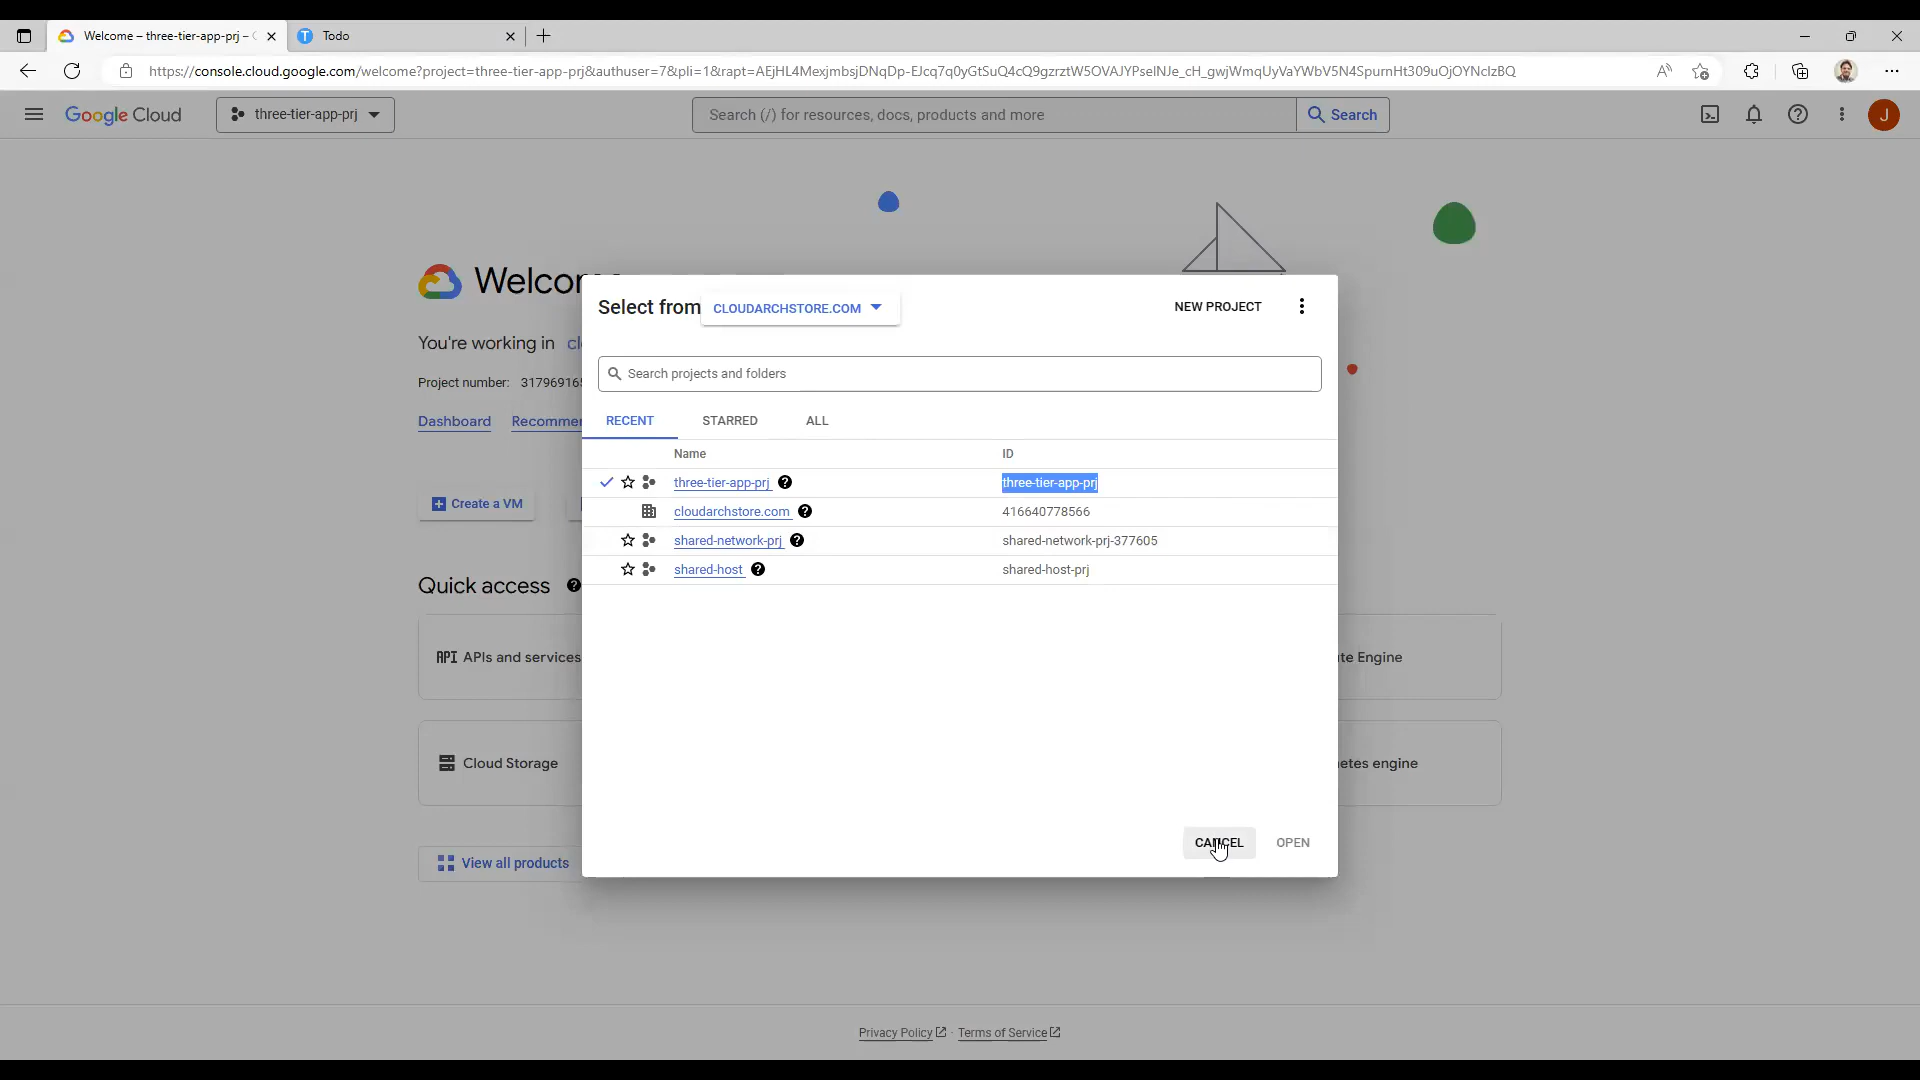 Welcome – three-tier-app-prj – 
Todo
https://console.cloud.google.com/welcome?project=three-tier-app-prj&authuser=7&pli=1&rapt=AEjHL4MexjmbsjDNqDp-EJcq7q0yGtSuQ4cQ9gzrztW5OVAJYPselNJe_cH_gwjWmqUyVaYWbV5N4SpurnHt309uOjOYNclzBQ
Google Cloud
three-tier-app-prj
Search (/) for resources, docs, products and more
Search
J
Welcome
Select from
CLOUDARCHSTORE.COM
NEW PROJECT
You're working in cl
Search projects and folders
Project number: 31796916
Dashboard
Recommen
RECENT
STARRED
ALL
Name
ID
three-tier-app-prj
three-tier-app-prj
Create a VM
cloudarchstore.com
416640778566
shared-network-prj
shared-network-prj-377605
shared-host
shared-host-prj
Quick access
API APIs and services
te Engine
Cloud Storage
etes engine
CANCEL
OPEN
View all products
Privacy Policy · Terms of Service